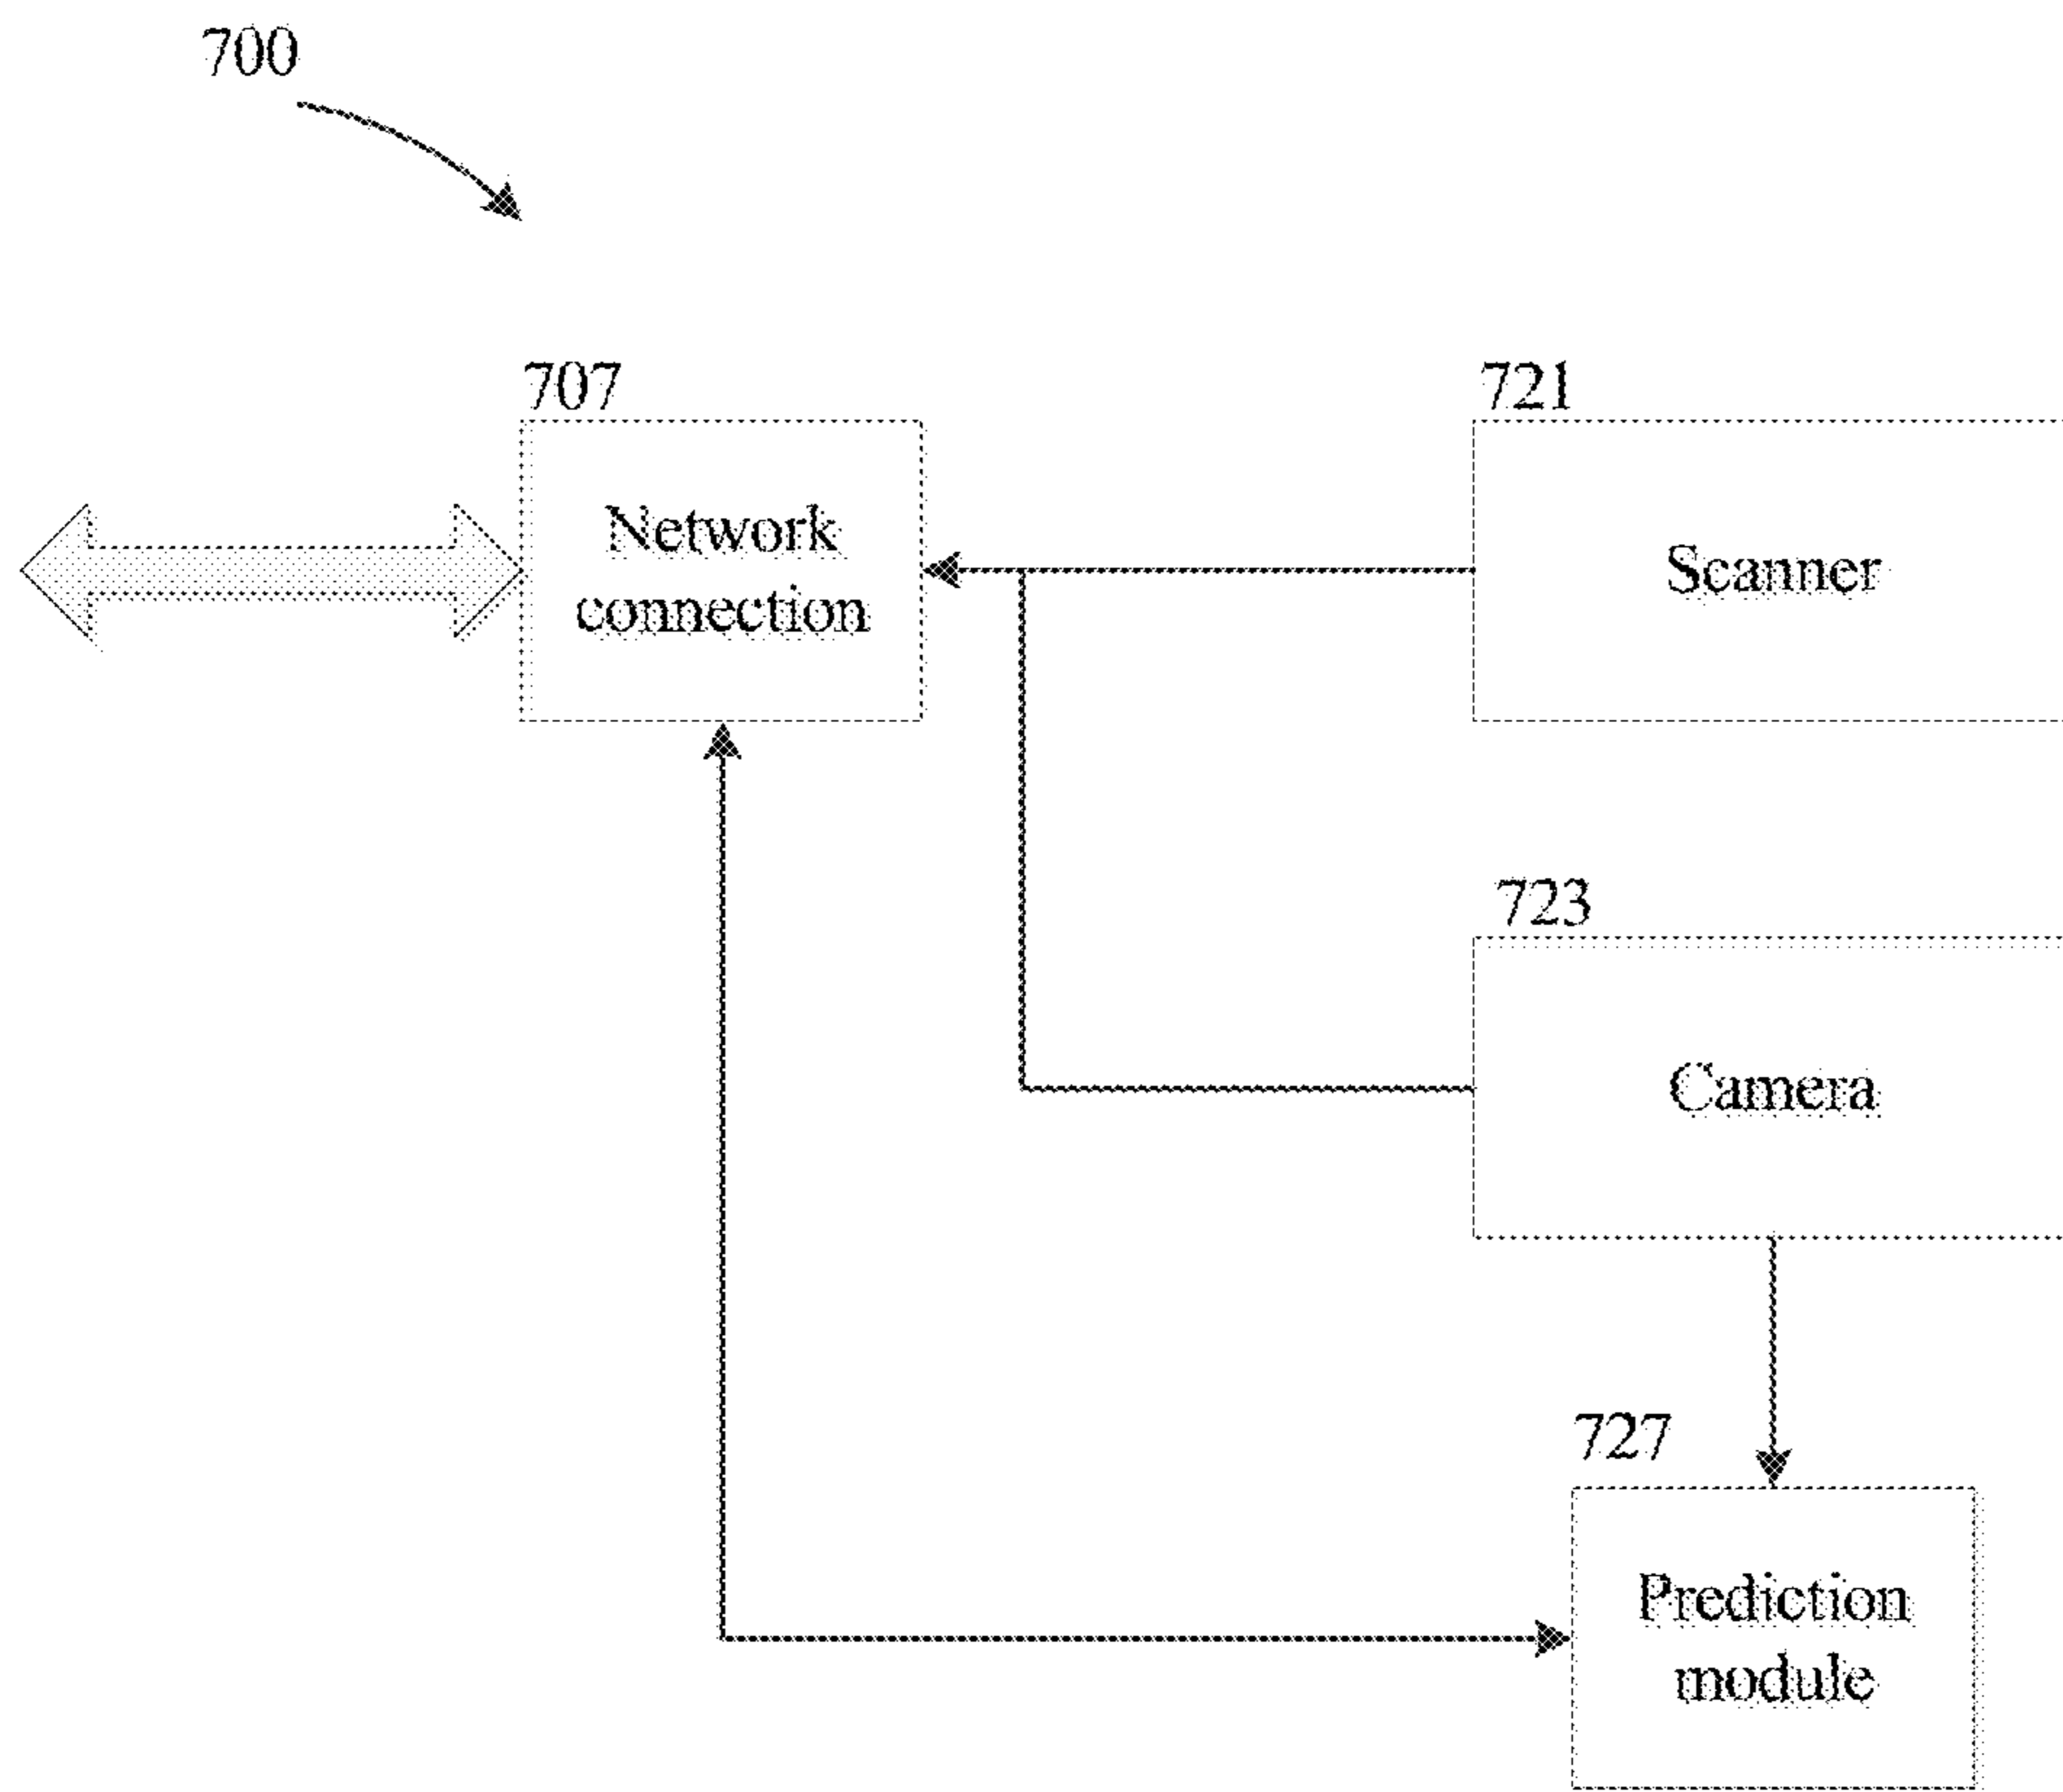 700
707
721
Network
connection
Scanner
723
Camera
727
Prediction
module